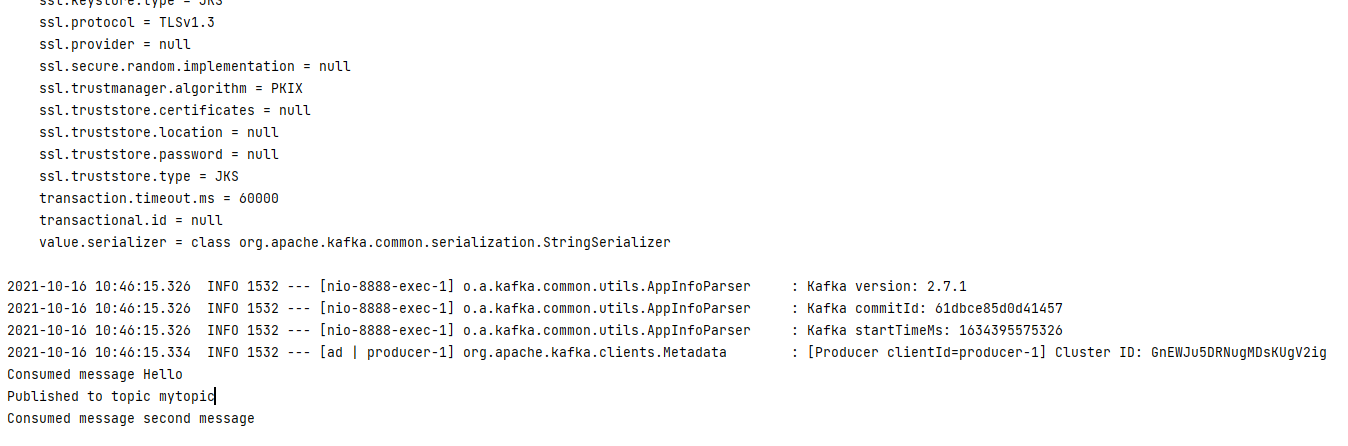 ssl.keystore.type = JKS
ssl.protocol = TLSv1.3
ssl.provider = null
ssl.secure.random.implementation = null
ssl.trustmanager.algorithm = PKIX
ssl.truststore.certificates = null
ssl.truststore.location = null
ssl.truststore.password = null
ssl.truststore.type = JKS
transaction.timeout.ms = 60000
transactional.id = null
value.serializer = class org.apache.kafka.common.serialization.StringSerializer
2021-10-16 10:46:15.326  INFO 1532 --- [nio-8888-exec-1] o.a.kafka.common.utils.AppInfoParser     : Kafka version: 2.7.1
2021-10-16 10:46:15.326  INFO 1532 --- [nio-8888-exec-1] o.a.kafka.common.utils.AppInfoParser     : Kafka commitId: 61dbce85d0d41457
2021-10-16 10:46:15.326  INFO 1532 --- [nio-8888-exec-1] o.a.kafka.common.utils.AppInfoParser     : Kafka startTimeMs: 1634395575326
2021-10-16 10:46:15.334  INFO 1532 --- [ad | producer-1] org.apache.kafka.clients.Metadata        : [Producer clientId=producer-1] Cluster ID: GnEWJu5DRNugMDsKUgV2ig
Consumed message Hello
Published to topic mytopic
Consumed message second message